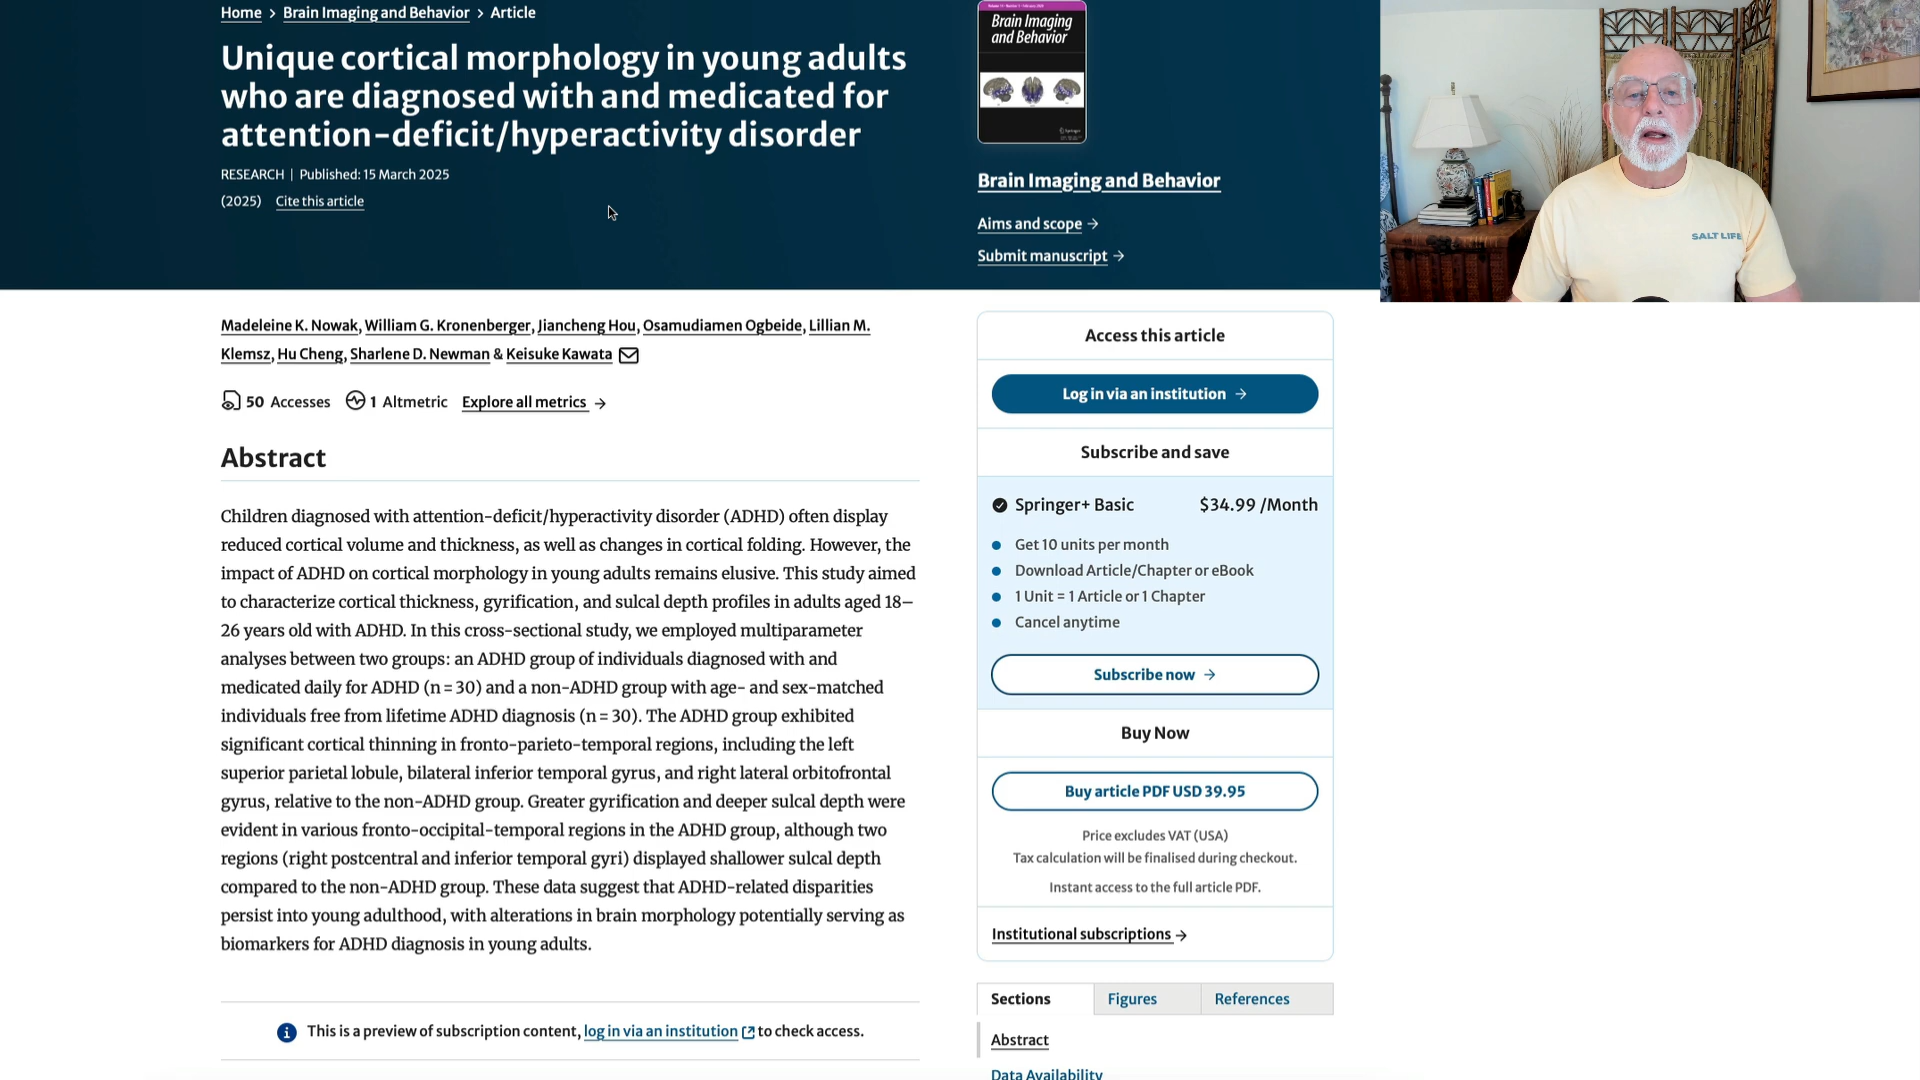 Home > Brain Imaging and Behavior > Article
Unique cortical morphology in young adults
who are diagnosed with and medicated for
attention-deficit/hyperactivity disorder
RESEARCH | Published: 15 March 2025
(2025) Cite this article
Brain Imaging
and Behavior
Springer
Brain Imaging and Behavior
Aims and scope →
Submit manuscript →
SALT LIFE
Madeleine K. Nowak, William G. Kronenberger, Jiancheng Hou, Osamudiamen Ogbeide, Lillian M.
Klemsz, Hu Cheng, Sharlene D. Newman & Keisuke Kawata
50 Accesses 1 Altmetric Explore all metrics →
Abstract
Children diagnosed with attention-deficit/hyperactivity disorder (ADHD) often display
reduced cortical volume and thickness, as well as changes in cortical folding. However, the
impact of ADHD on cortical morphology in young adults remains elusive. This study aimed
to characterize cortical thickness, gyrification, and sulcal depth profiles in adults aged 18–
26 years old with ADHD. In this cross-sectional study, we employed multiparameter
analyses between two groups: an ADHD group of individuals diagnosed with and
medicated daily for ADHD (n = 30) and a non-ADHD group with age- and sex-matched
individuals free from lifetime ADHD diagnosis (n = 30). The ADHD group exhibited
significant cortical thinning in fronto-parieto-temporal regions, including the left
superior parietal lobule, bilateral inferior temporal gyrus, and right lateral orbitofrontal
gyrus, relative to the non-ADHD group. Greater gyrification and deeper sulcal depth were
evident in various fronto-occipital-temporal regions in the ADHD group, although two
regions (right postcentral and inferior temporal gyri) displayed shallower sulcal depth
compared to the non-ADHD group. These data suggest that ADHD-related disparities
persist into young adulthood, with alterations in brain morphology potentially serving as
biomarkers for ADHD diagnosis in young adults.
This is a preview of subscription content, log in via an institution to check access.
Access this article
Log in via an institution →
Subscribe and save
Springer+ Basic $34.99 /Month
Get 10 units per month
Download Article/Chapter or eBook
1 Unit = 1 Article or 1 Chapter
Cancel anytime
Subscribe now →
Buy Now
Buy article PDF USD 39.95
Price excludes VAT (USA)
Tax calculation will be finalised during checkout.
Instant access to the full article PDF.
Institutional subscriptions →
Sections Figures References
Abstract
Data Availability